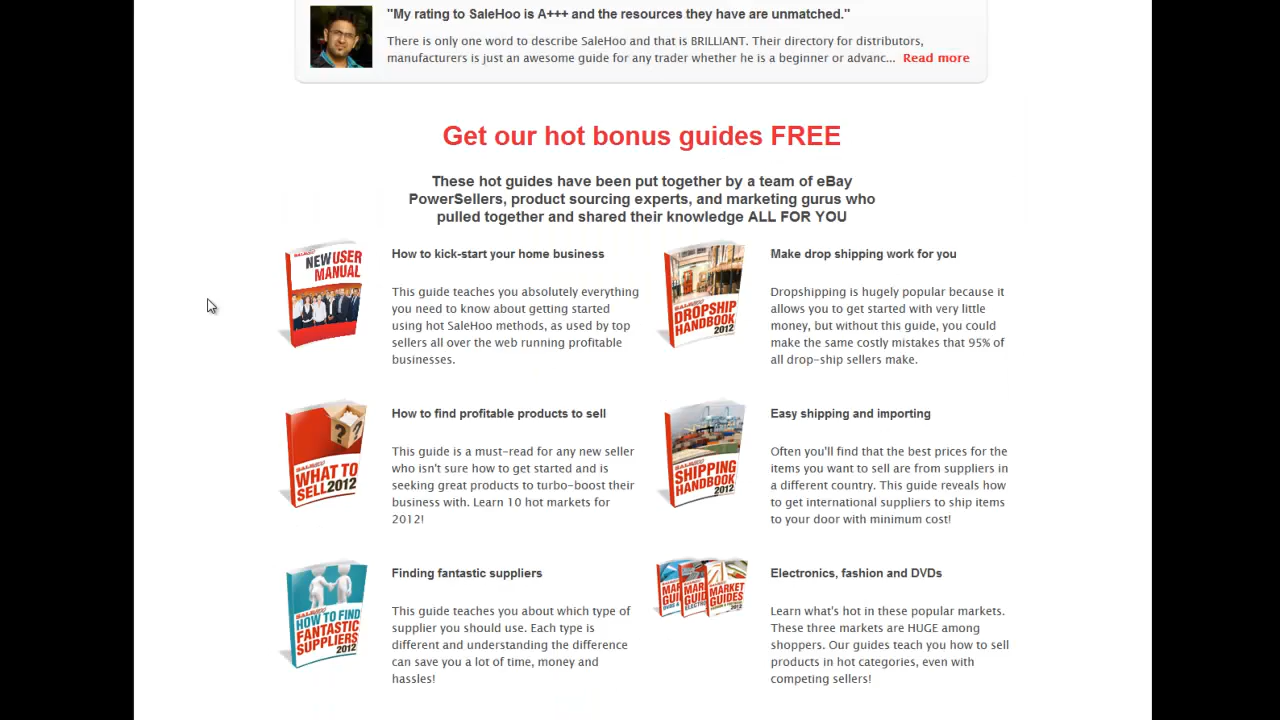 "My rating to SaleHoo is A+++ and the resources they have are unmatched."
There is only one word to describe SaleHoo and that is BRILLIANT. Their directory for distributors,
manufacturers is just an awesome guide for any trader whether he is a beginner or advanc... Read more
Get our hot bonus guides FREE
These hot guides have been put together by a team of eBay
PowerSellers, product sourcing experts, and marketing gurus who
pulled together and shared their knowledge ALL FOR YOU
SALEHOO
NEW USER
MANUAL
How to kick-start your home business
This guide teaches you absolutely everything
you need to know about getting started
using hot SaleHoo methods, as used by top
sellers all over the web running profitable
businesses.
SALEHOO
DROPSHIP
HANDBOOK
2012
Make drop shipping work for you
Dropshipping is hugely popular because it
allows you to get started with very little
money, but without this guide, you could
make the same costly mistakes that 95% of
all drop-ship sellers make.
SALEHOO
WHAT TO
SELL 2012
How to find profitable products to sell
This guide is a must-read for any new seller
who isn't sure how to get started and is
seeking great products to turbo-boost their
business with. Learn 10 hot markets for
2012!
SALEHOO
SHIPPING
HANDBOOK
2012
Easy shipping and importing
Often you'll find that the best prices for the
items you want to sell are from suppliers in
a different country. This guide reveals how
to get international suppliers to ship items
to your door with minimum cost!
SALEHOO
HOW TO FIND
FANTASTIC
SUPPLIERS
2012
Finding fantastic suppliers
This guide teaches you about which type of
supplier you should use. Each type is
different and understanding the difference
can save you a lot of time, money and
hassles!
MARKET
GUIDES
2012
Electronics, fashion and DVDs
Learn what's hot in these popular markets.
These three markets are HUGE among
shoppers. Our guides teach you how to sell
products in hot categories, even with
competing sellers!